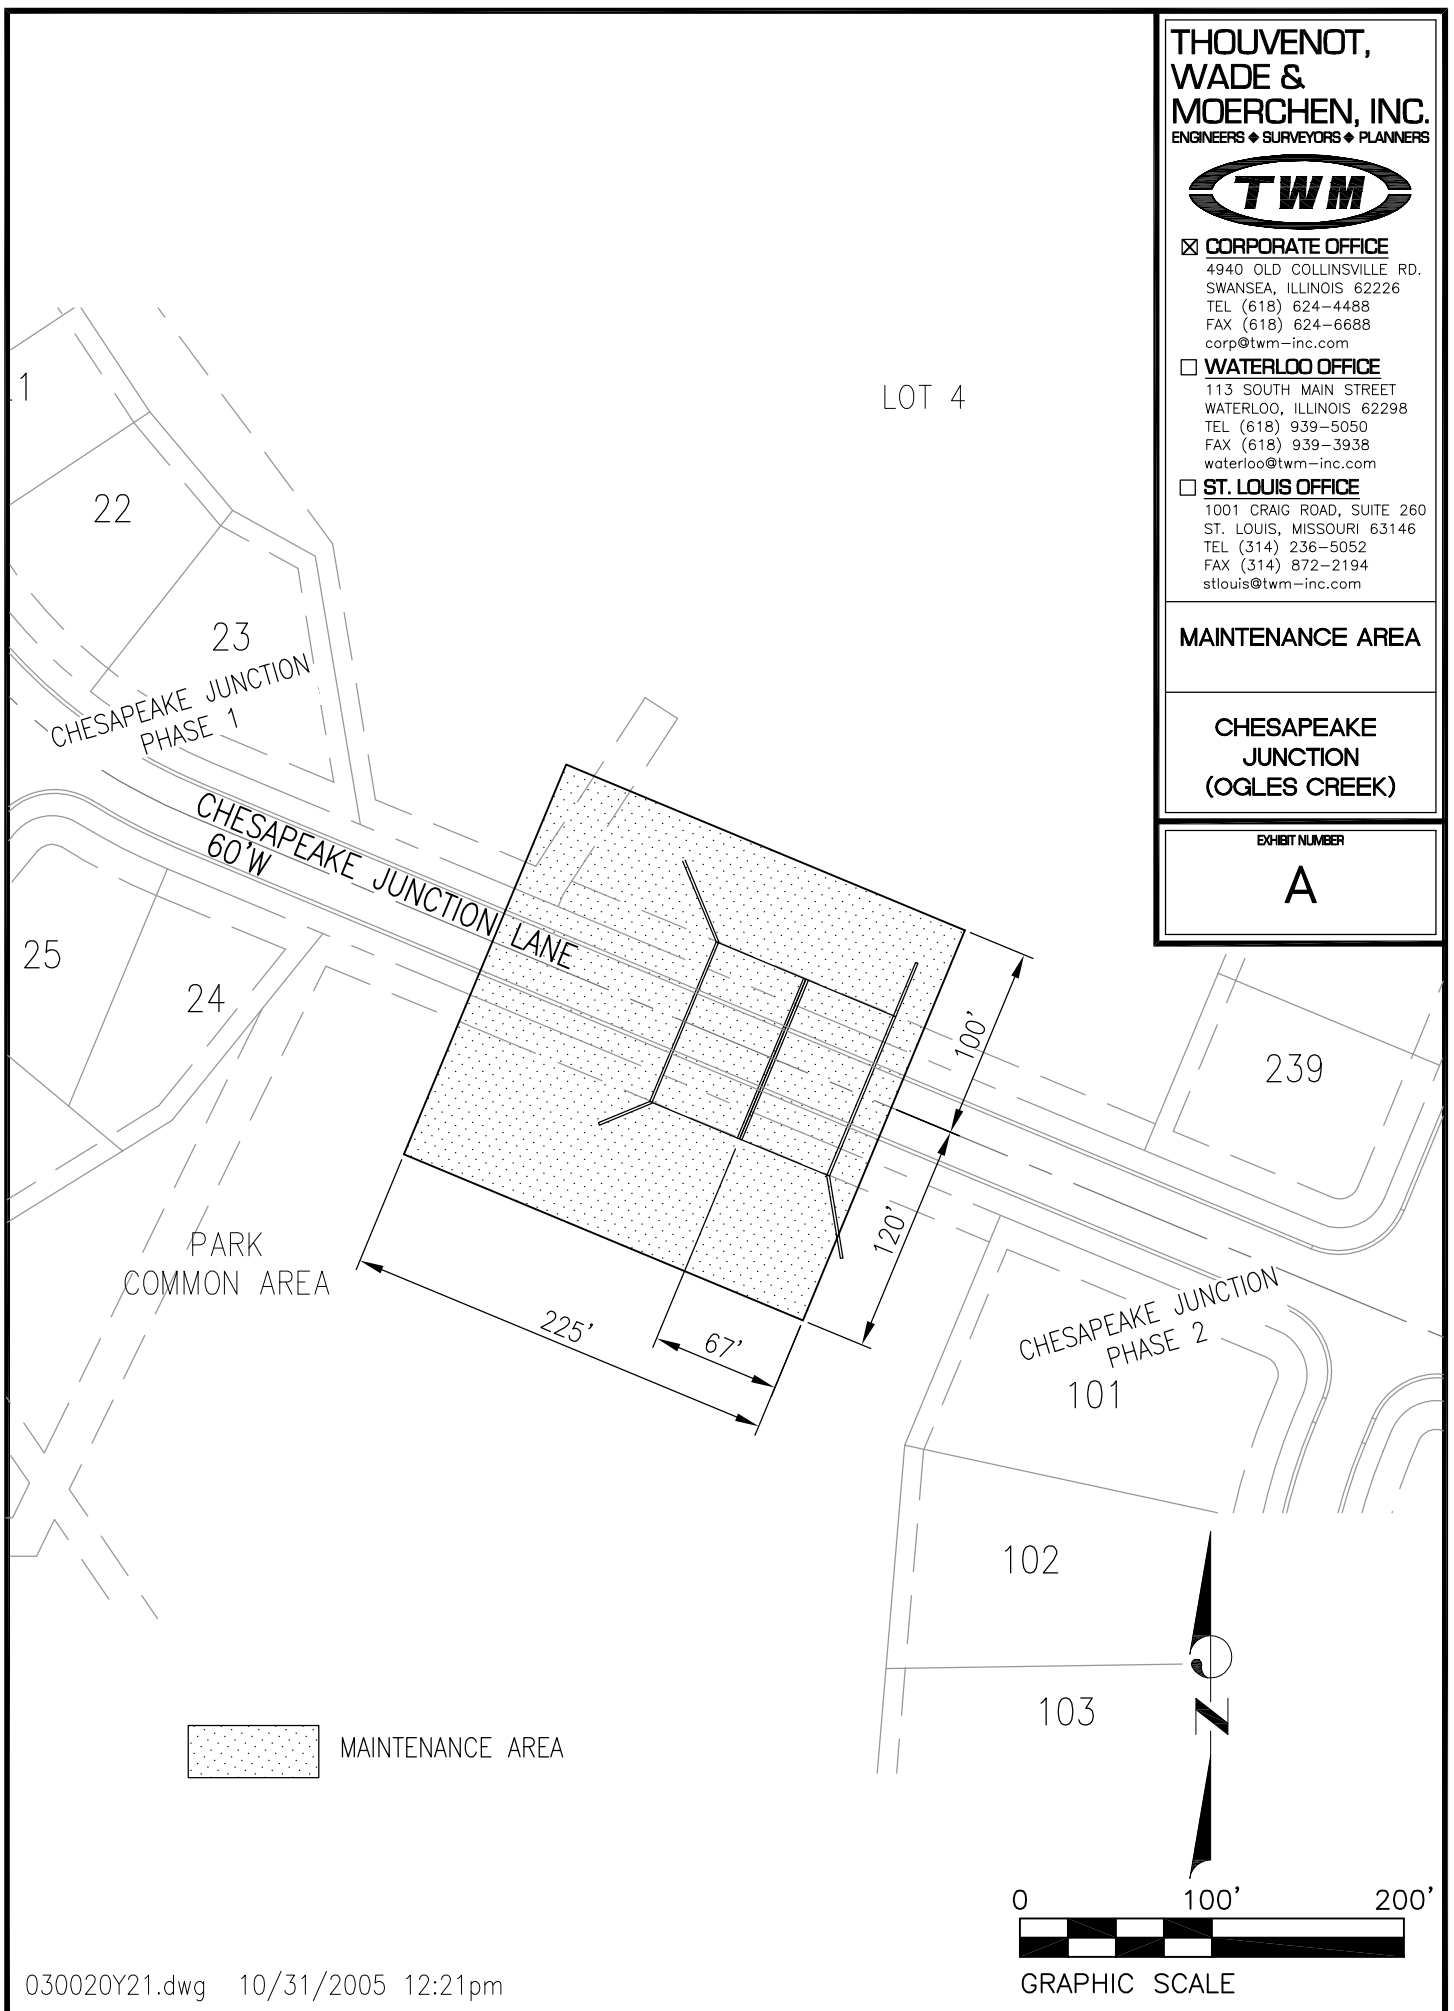 THOUVENOT,
WADE &
MOERCHEN, INC.
ENGINEERS ◆ SURVEYORS ◆ PLANNERS
TWM
☒ CORPORATE OFFICE
4940 OLD COLLINSVILLE RD.
SWANSEA, ILLINOIS 62226
TEL (618) 624-4488
FAX (618) 624-6688
corp@twm-inc.com
☐ WATERLOO OFFICE
113 SOUTH MAIN STREET
WATERLOO, ILLINOIS 62298
TEL (618) 939-5050
FAX (618) 939-3938
waterloo@twm-inc.com
☐ ST. LOUIS OFFICE
1001 CRAIG ROAD, SUITE 260
ST. LOUIS, MISSOURI 63146
TEL (314) 236-5052
FAX (314) 872-2194
stlouis@twm-inc.com
MAINTENANCE AREA
CHESAPEAKE
JUNCTION
(OGLES CREEK)
EXHIBIT NUMBER
A
LOT 4
1
22
23
CHESAPEAKE JUNCTION
PHASE 1
CHESAPEAKE JUNCTION LANE
60'W
25
24
100'
239
120'
PARK
COMMON AREA
225'
67'
CHESAPEAKE JUNCTION
PHASE 2
101
102
103
N
MAINTENANCE AREA
0 100' 200'
GRAPHIC SCALE
030020Y21.dwg 10/31/2005 12:21pm